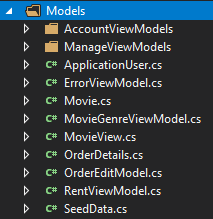 Models
AccountViewModels
ManageViewModels
C# ApplicationUser.cs
C# ErrorViewModel.cs
C# Movie.cs
C# MovieGenreViewModel.cs
C# MovieView.cs
C# OrderDetails.cs
C# OrderEditModel.cs
C# RentViewModel.cs
C# SeedData.cs